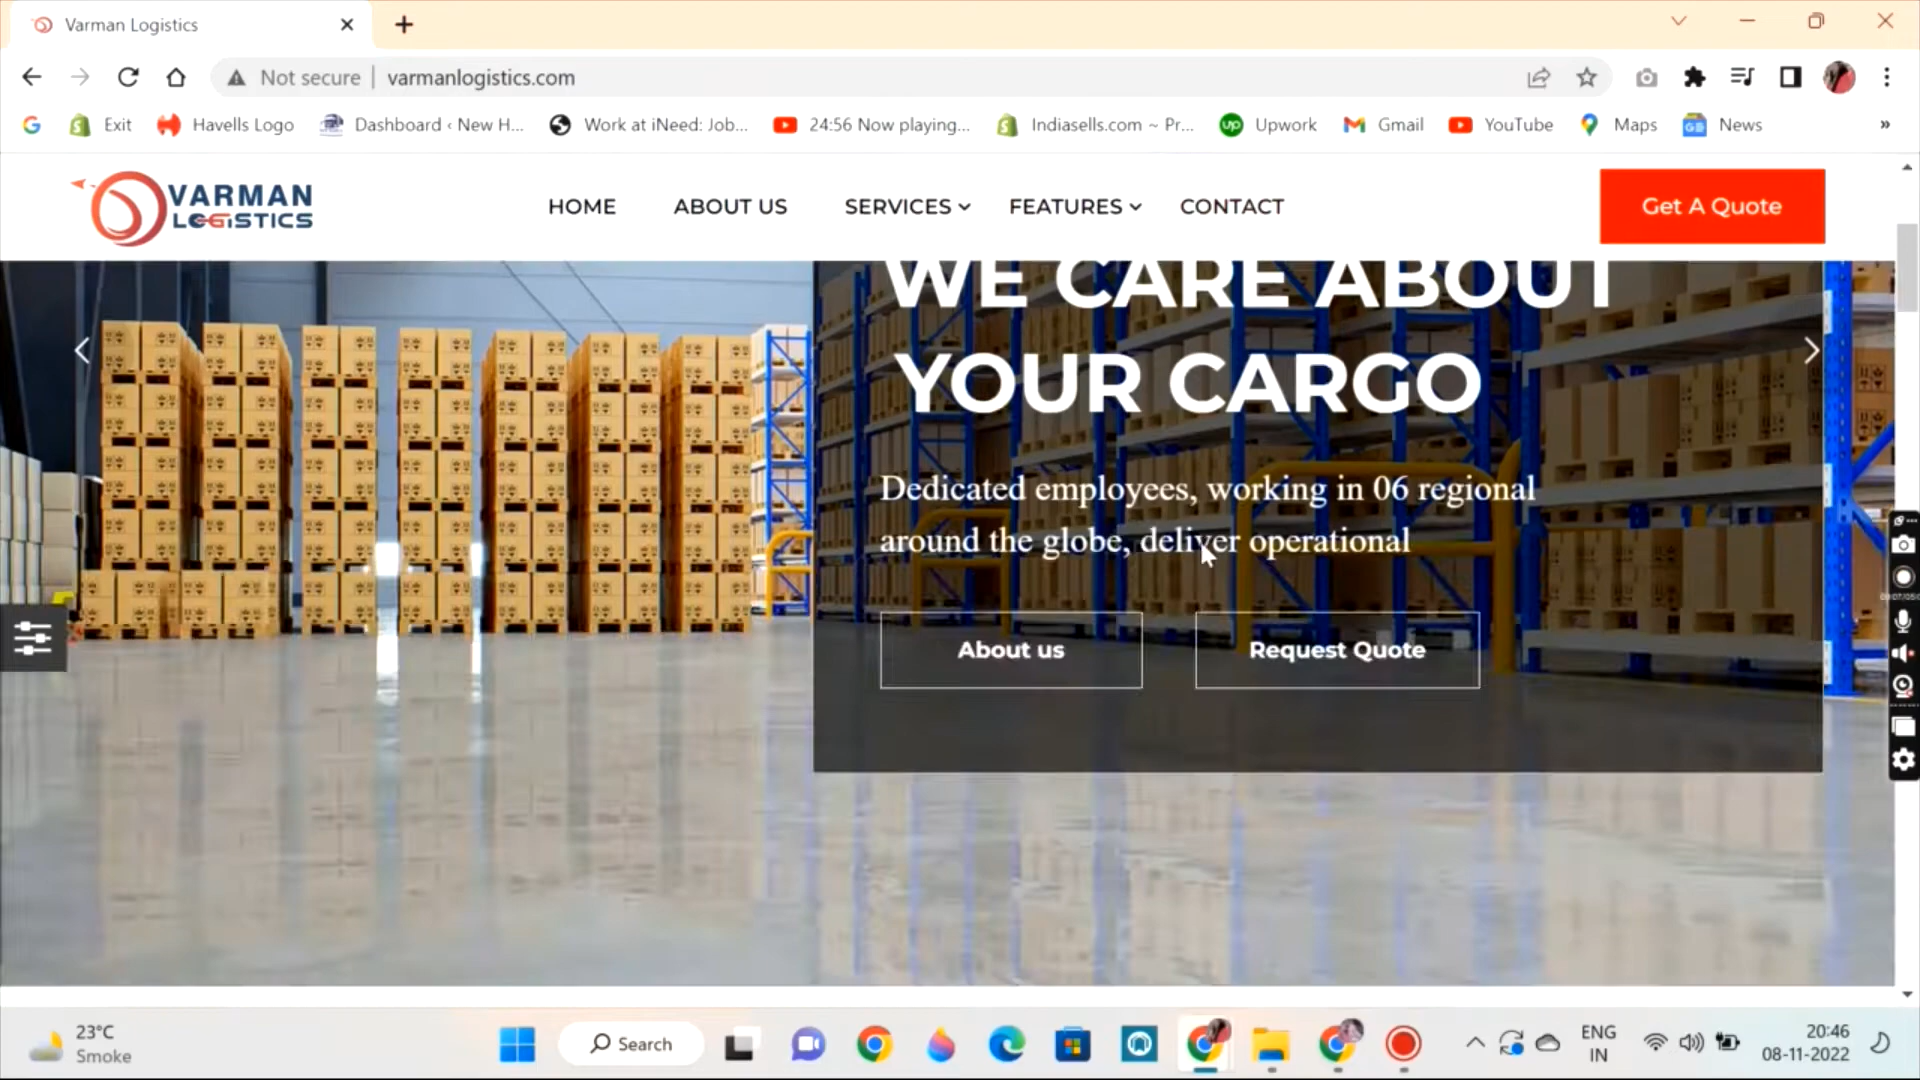 Varman Logistics
Not secure
varmanlogistics.com
Exit
Havells Logo
Dashboard ‹ New H...
Work at iNeed: Job...
24:56 Now playing...
Indiasells.com ~ Pr...
Upwork
Gmail
YouTube
Maps
News
»
VARMAN
LOGISTICS
HOME
ABOUT US
SERVICES
FEATURES
CONTACT
Get A Quote
WE CARE ABOUT
YOUR CARGO
Dedicated employees, working in 06 regional
around the globe, deliver operational
About us
Request Quote
23°C
Smoke
Search
ENG
IN
20:46
08-11-2022